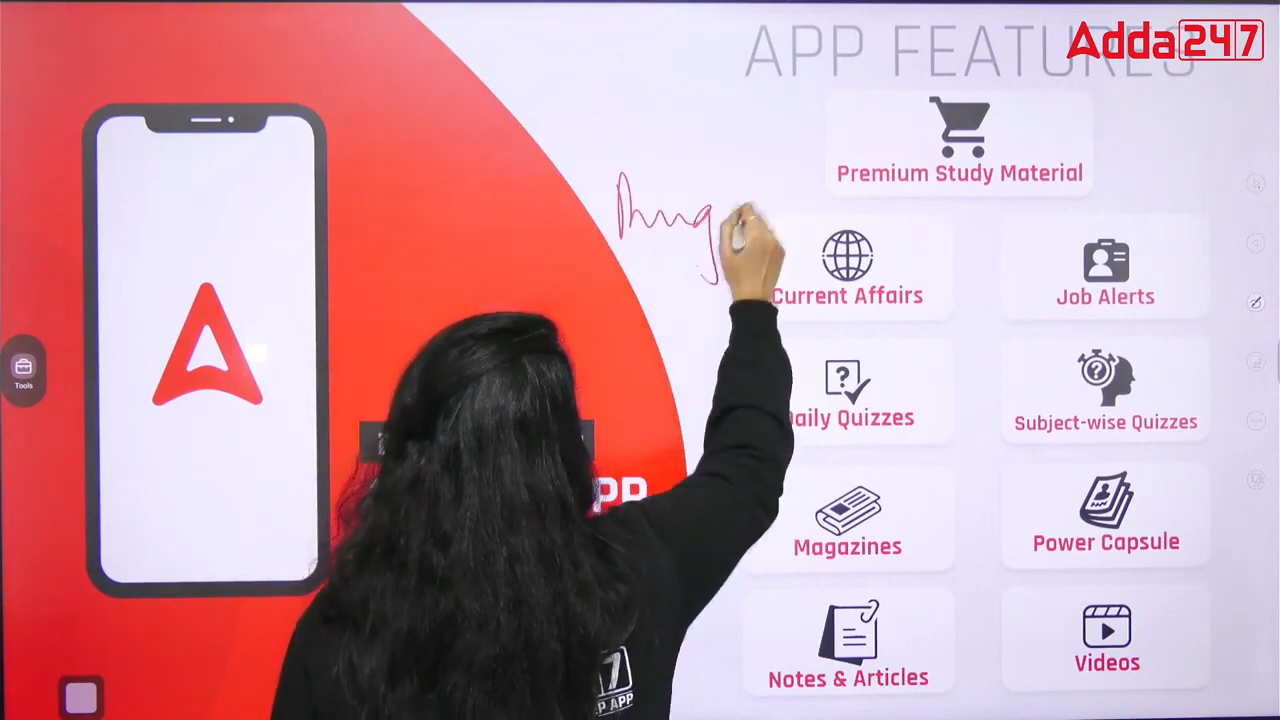 APP FEATURES
Adda247
Premium Study Material
Current Affairs
Job Alerts
Tools
Daily Quizzes
Subject-wise Quizzes
Magazines
Power Capsule
Notes & Articles
Videos